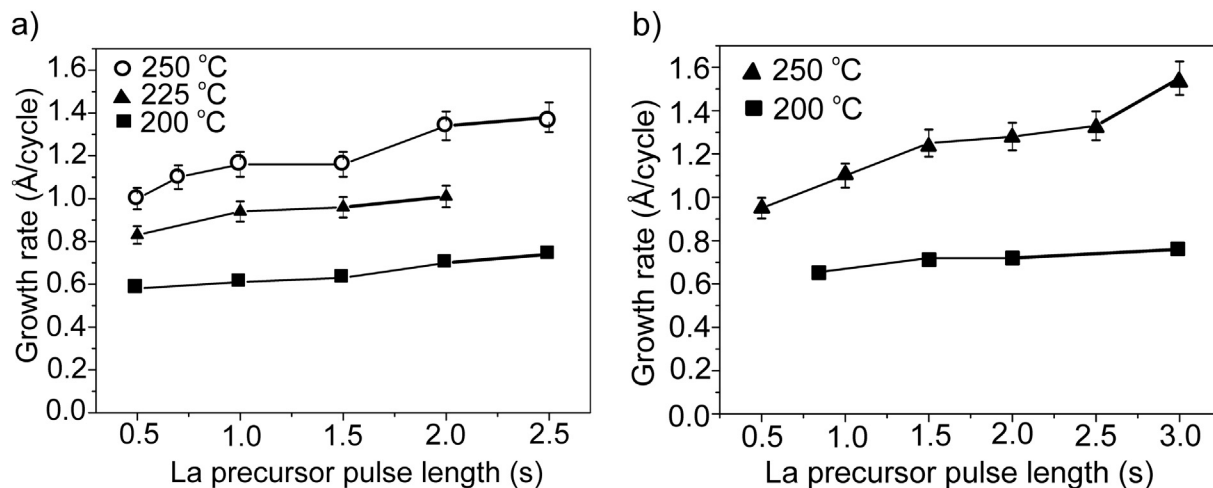 a)
Growth rate (Å/cycle)
1.6
1.4
1.2
1.0
0.8
0.6
0.4
0.2
0.0
250 °C
225 °C
200 °C
0.5 1.0 1.5 2.0 2.5
La precursor pulse length (s)
b)
Growth rate (Å/cycle)
1.6
1.4
1.2
1.0
0.8
0.6
0.4
0.2
0.0
250 °C
200 °C
0.5 1.0 1.5 2.0 2.5 3.0
La precursor pulse length (s)